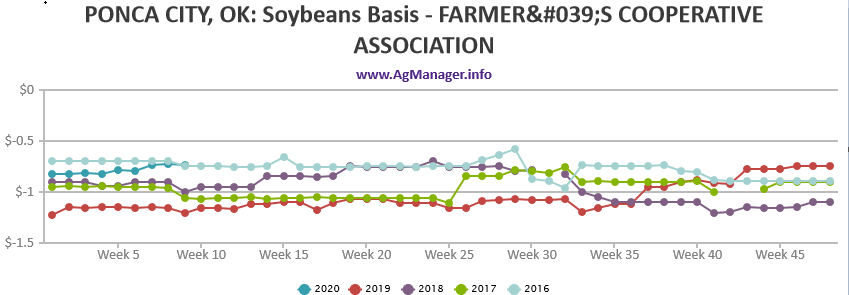 PONCA CITY, OK: Soybeans Basis - FARMER&#039;S COOPERATIVE
ASSOCIATION
www.AgManager.info
$0
$-0.5
$-1
$-1.5
Week 5 Week 10 Week 15 Week 20 Week 25 Week 30 Week 35 Week 40 Week 45
2020 2019 2018 2017 2016